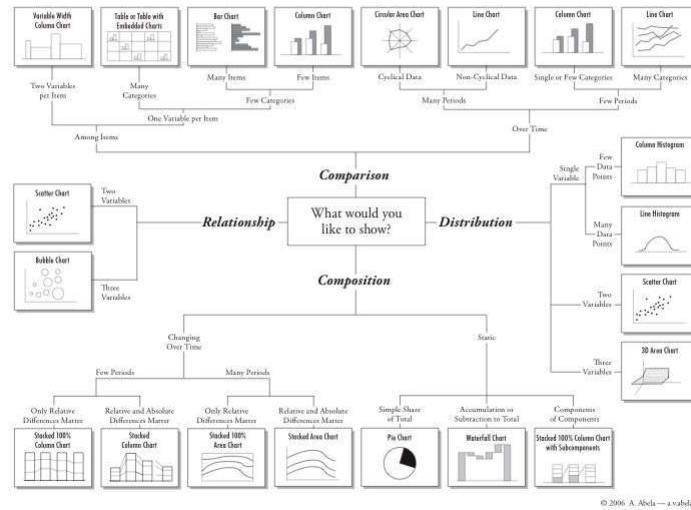 Variable Width
Column Chart
Table or Table with
Embedded Charts
Bar Chart
Column Chart
Circular Area Chart
Line Chart
Column Chart
Line Chart
Two Variables
per Item
Many
Categories
Many Items
Few Items
Cyclical Data
Non-Cyclical Data
Single or Few Categories
Many Categories
Few Categories
Many Periods
Few Periods
One Variable per Item
Among Items
Over Time
Comparison
What would you
like to show?
Relationship
Two
Variables
Scatter Chart
Three
Variables
Bubble Chart
Distribution
Single
Variable
Few
Data
Points
Column Histogram
Many
Data
Points
Line Histogram
Two
Variables
Scatter Chart
Three
Variables
3D Area Chart
Composition
Changing
Over Time
Static
Few Periods
Many Periods
Only Relative
Differences Matter
Relative and Absolute
Differences Matter
Only Relative
Differences Matter
Relative and Absolute
Differences Matter
Simple Share
of Total
Accumulation or
Subtraction to Total
Components
of Components
Stacked 100%
Column Chart
Stacked
Column Chart
Stacked 100%
Area Chart
Stacked Area Chart
Pie Chart
Waterfall Chart
Stacked 100% Column Chart
with Subcomponents
© 2006 A. Abela — a.v.abela